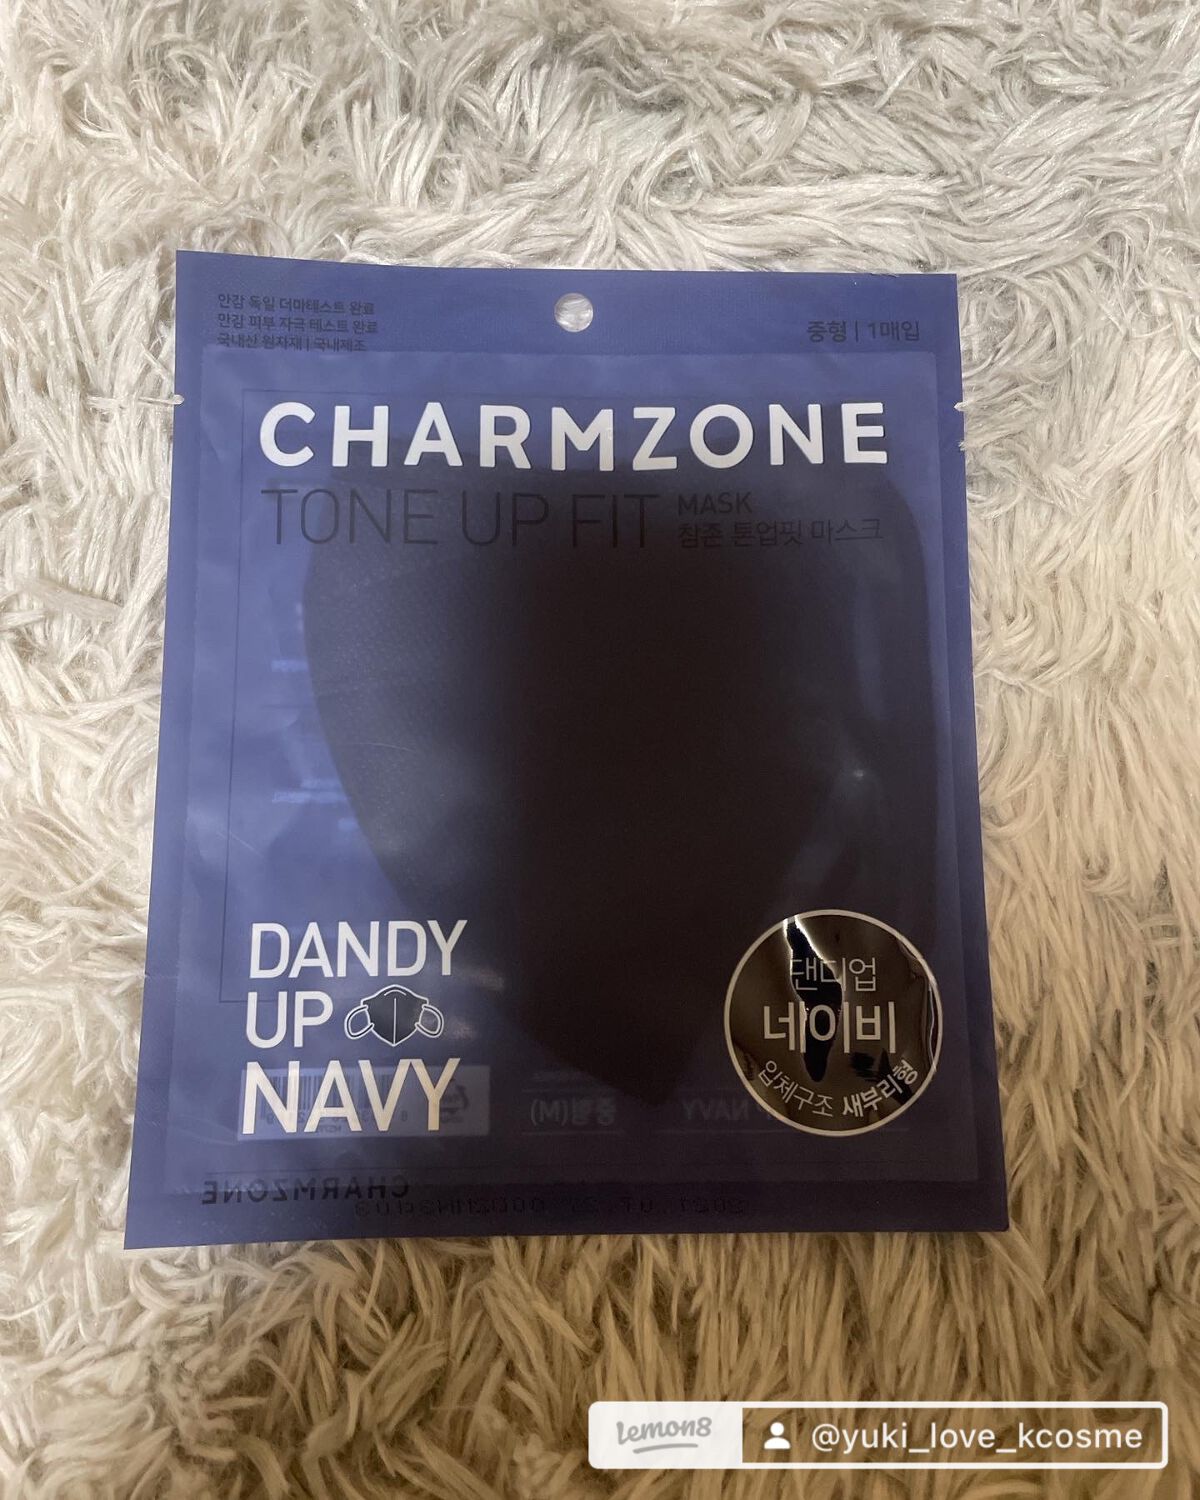 안감 독일 더마테스트 완료
안감 피부 자극 테스트 완료
국내산 원자재 | 국내제조
중형 | 1매입
CHARMZONE
TONE UP FIT MASK
참존 톤업핏 마스크
DANDY
UP
NAVY
댄디업
네이비
입체구조 새부리형
중형(M)
NAVY
CHARMZONE
lemon8 @yuki_love_kcosme